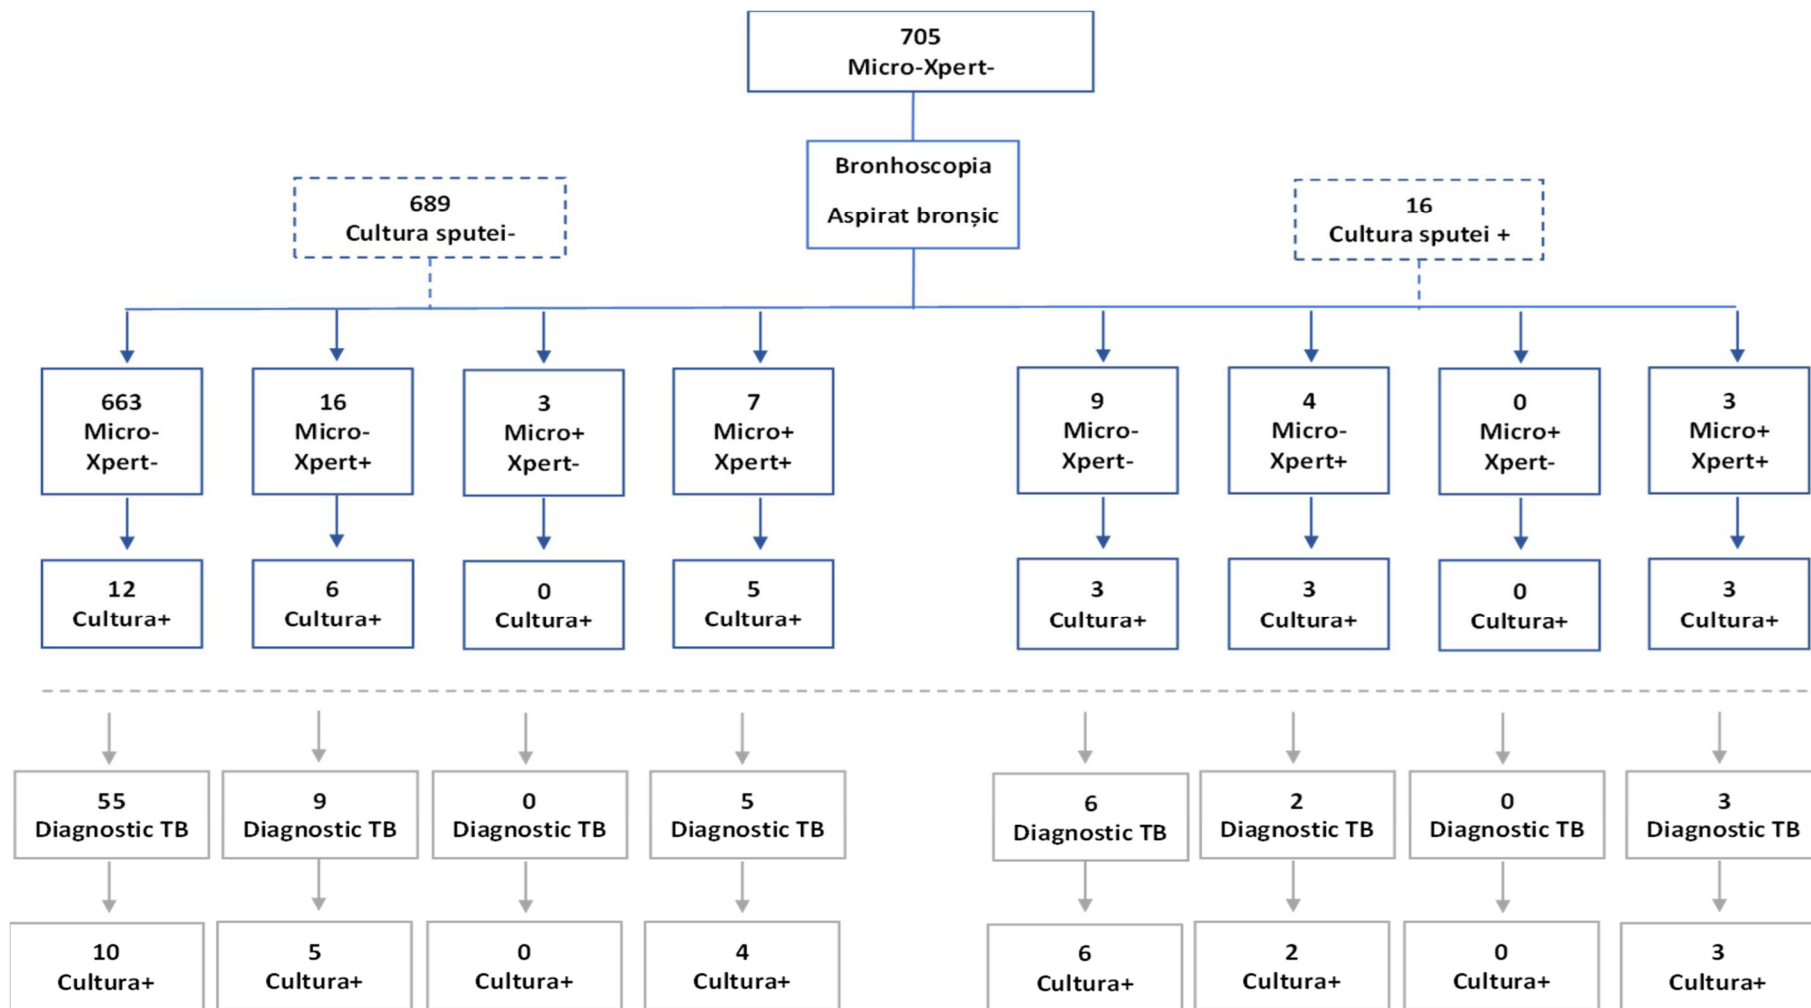 705
Micro-Xpert-
Bronhoscopia
Aspirat bronșic
689
Cultura sputei-
16
Cultura sputei +
663
Micro-
Xpert-
16
Micro-
Xpert+
3
Micro+
Xpert-
7
Micro+
Xpert+
9
Micro-
Xpert-
4
Micro-
Xpert+
0
Micro+
Xpert-
3
Micro+
Xpert+
12
Cultura+
6
Cultura+
0
Cultura+
5
Cultura+
3
Cultura+
3
Cultura+
0
Cultura+
3
Cultura+
55
Diagnostic TB
9
Diagnostic TB
0
Diagnostic TB
5
Diagnostic TB
6
Diagnostic TB
2
Diagnostic TB
0
Diagnostic TB
3
Diagnostic TB
10
Cultura+
5
Cultura+
0
Cultura+
4
Cultura+
6
Cultura+
2
Cultura+
0
Cultura+
3
Cultura+